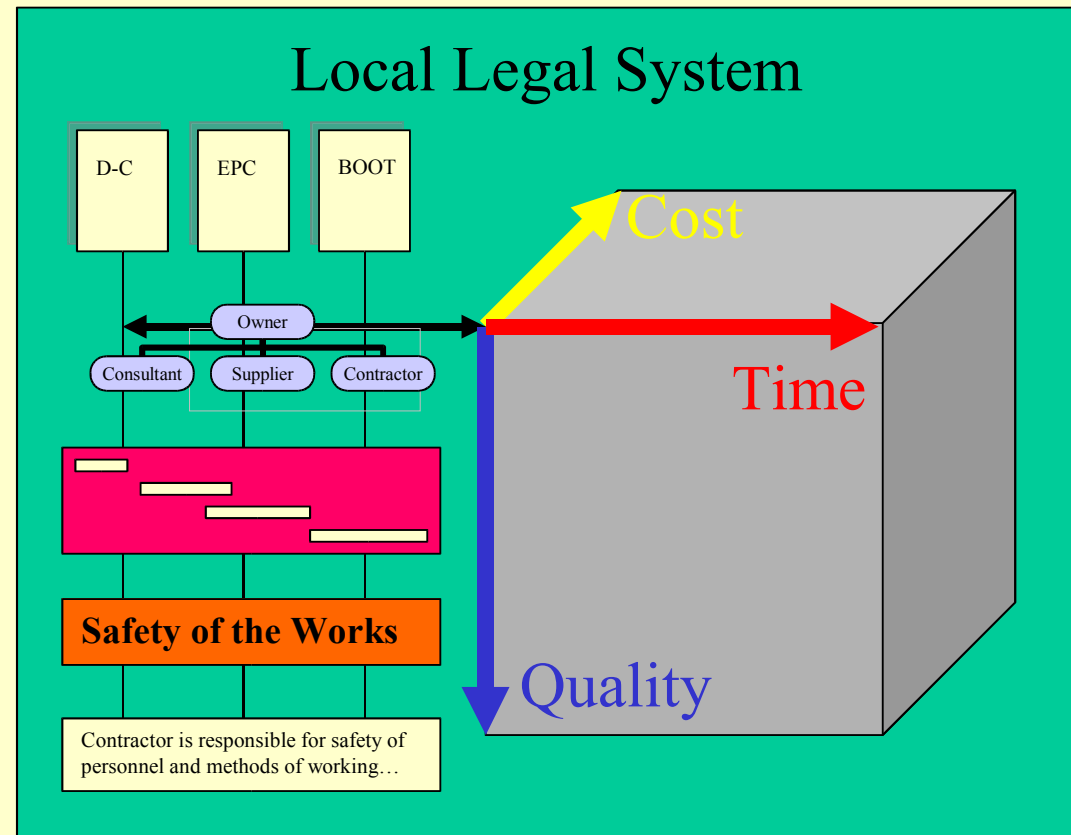 Local Legal System
D-C
EPC
BOOT
Cost
Owner
Consultant
Supplier
Contractor
Time
Safety of the Works
Quality
Contractor is responsible for safety of
personnel and methods of working…